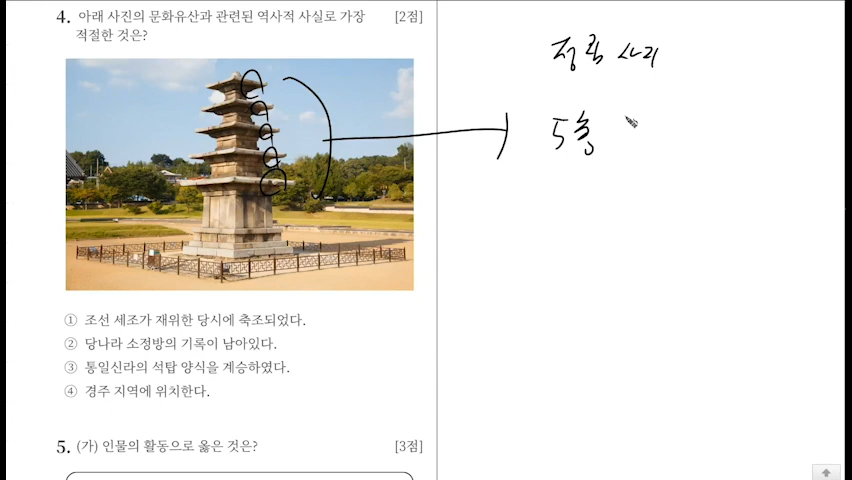 4. 아래 사진의 문화유산과 관련된 역사적 사실로 가장 [2점]
적절한 것은?
① 조선 세조가 재위한 당시에 축조되었다.
② 당나라 소정방의 기록이 남아있다.
③ 통일신라의 석탑 양식을 계승하였다.
④ 경주 지역에 위치한다.
5. (가) 인물의 활동으로 옳은 것은? [3점]
정림사지
5층